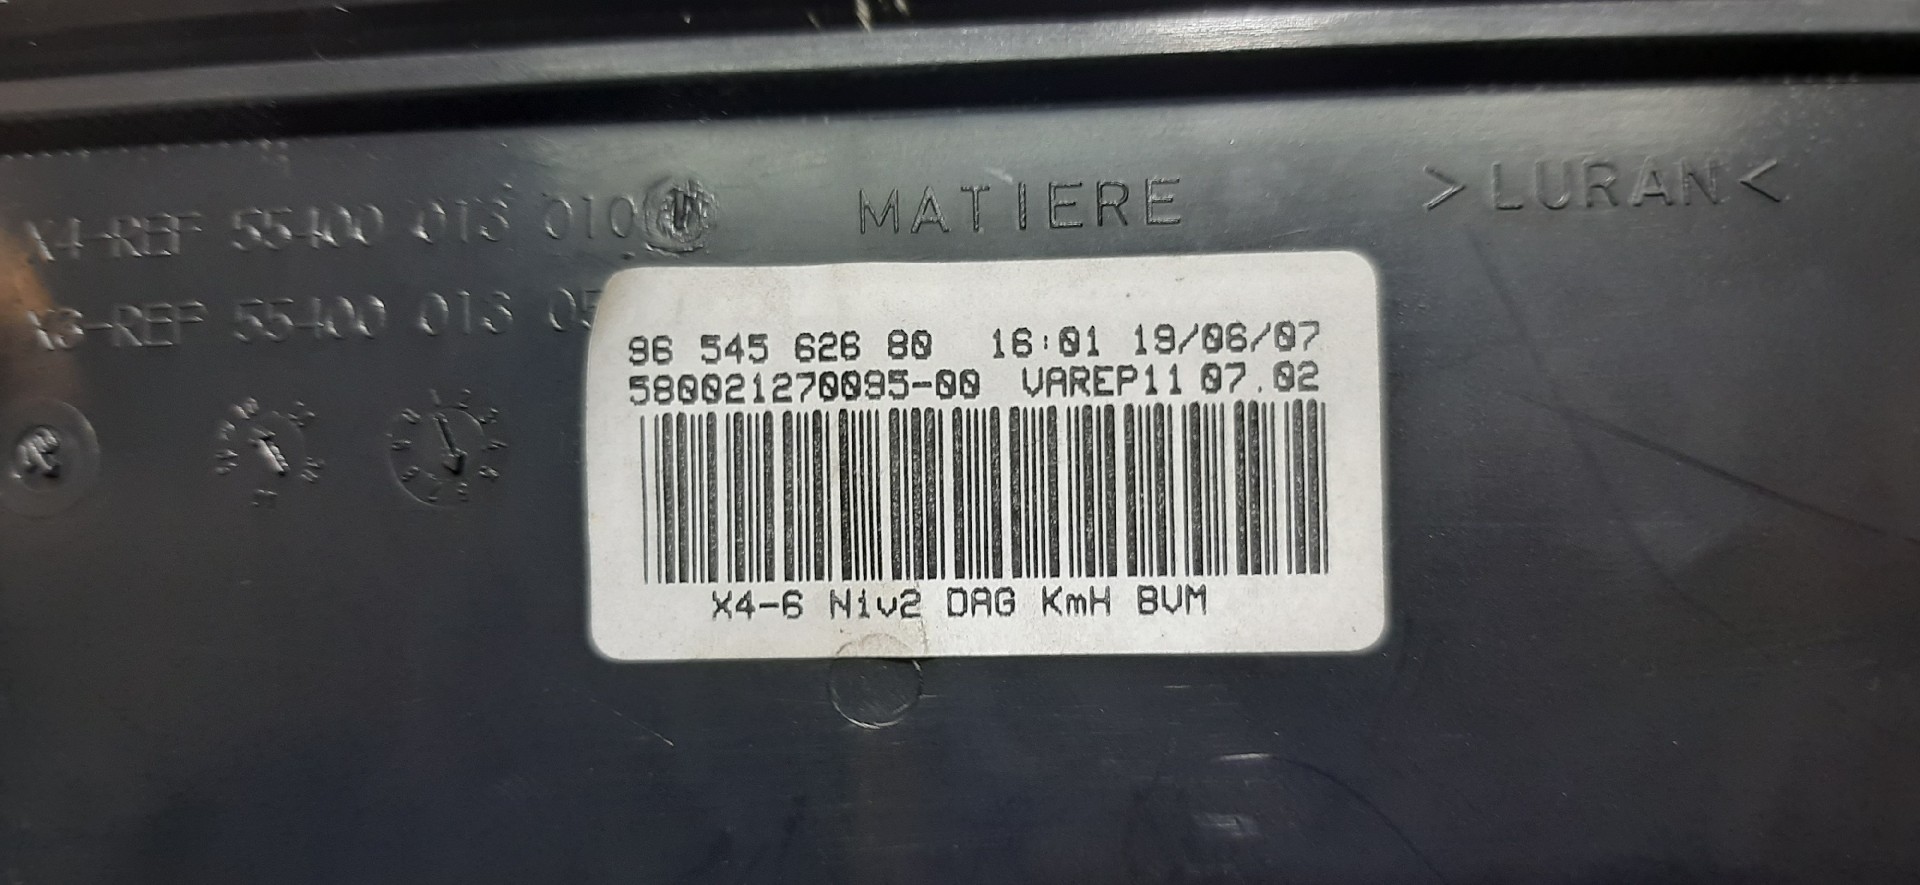 X4-REF 55400 013 010
MATIERE
>LURAN<
X3-REF 55400 013 05
96 545 626 80 16:01 19/06/07
580021270095-00 VAREP11 07.02
X4-6 Niv2 DAG KmH BVM